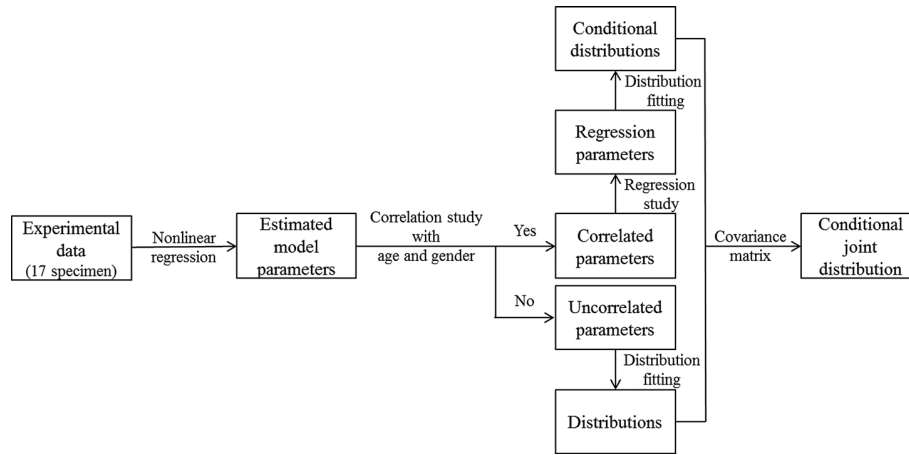 Conditional
distributions
Distribution
fitting
Regression
parameters
Regression
study
Experimental
data
(17 specimen)
Nonlinear
regression
Estimated
model
parameters
Correlation study
with
age and gender
Yes
Correlated
parameters
No
Uncorrelated
parameters
Distribution
fitting
Distributions
Covariance
matrix
Conditional
joint
distribution